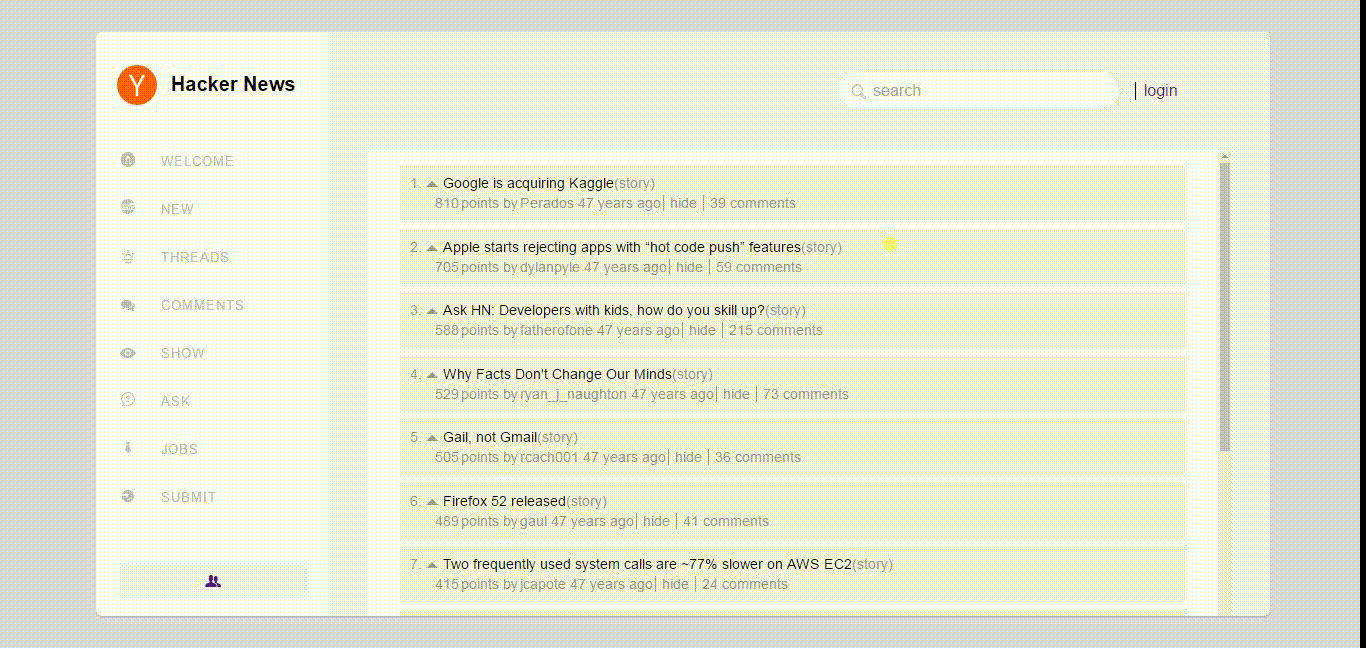 Y Hacker News
search
| login
WELCOME
NEW
THREADS
COMMENTS
SHOW
ASK
JOBS
SUBMIT
1. Google is acquiring Kaggle(story)
810 points by Perados 47 years ago| hide | 39 comments
2. Apple starts rejecting apps with “hot code push” features(story)
705 points by dylanpyle 47 years ago| hide | 59 comments
3. Ask HN: Developers with kids, how do you skill up?(story)
588 points by fatherofone 47 years ago| hide | 215 comments
4. Why Facts Don't Change Our Minds(story)
529 points by ryan_j_naughton 47 years ago| hide | 73 comments
5. Gail, not Gmail(story)
505 points by rcach001 47 years ago| hide | 36 comments
6. Firefox 52 released(story)
489 points by gaul 47 years ago| hide | 41 comments
7. Two frequently used system calls are ~77% slower on AWS EC2(story)
415 points by jcapote 47 years ago| hide | 24 comments